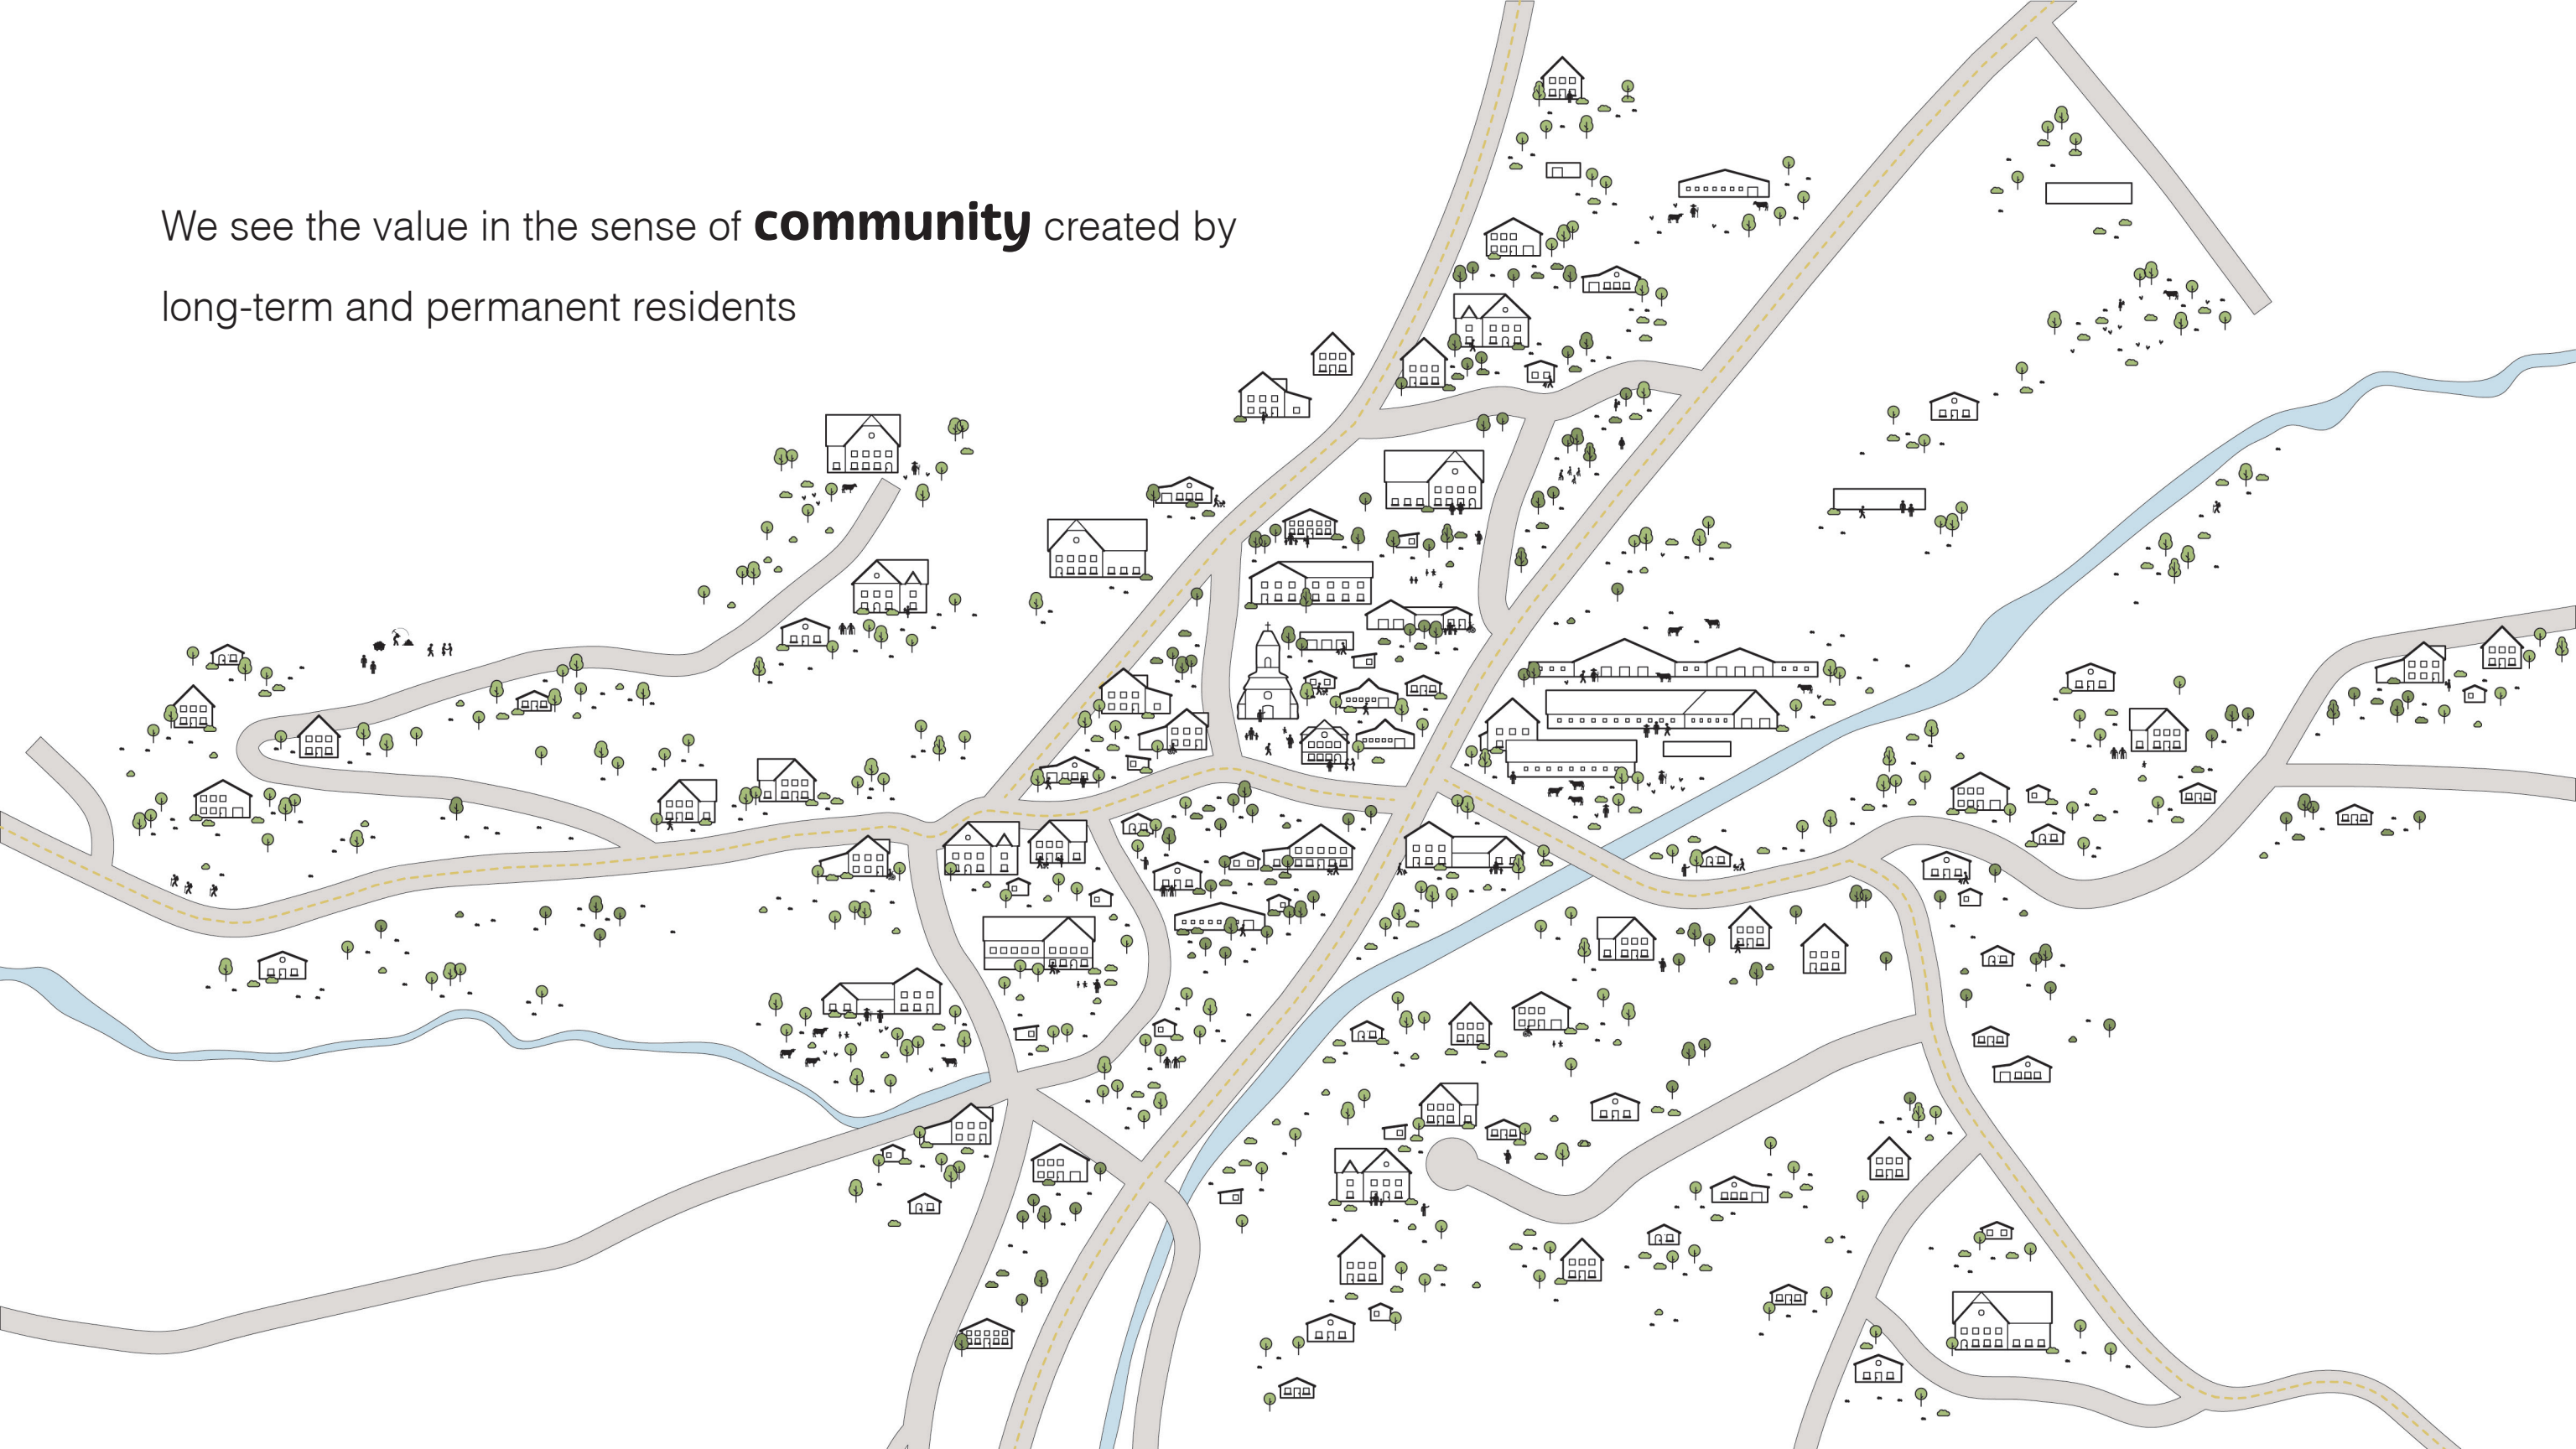 We see the value in the sense of community created by
long-term and permanent residents